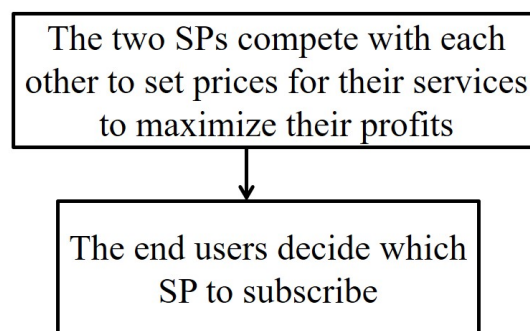 The two SPs compete with each
other to set prices for their services
to maximize their profits
The end users decide which
SP to subscribe